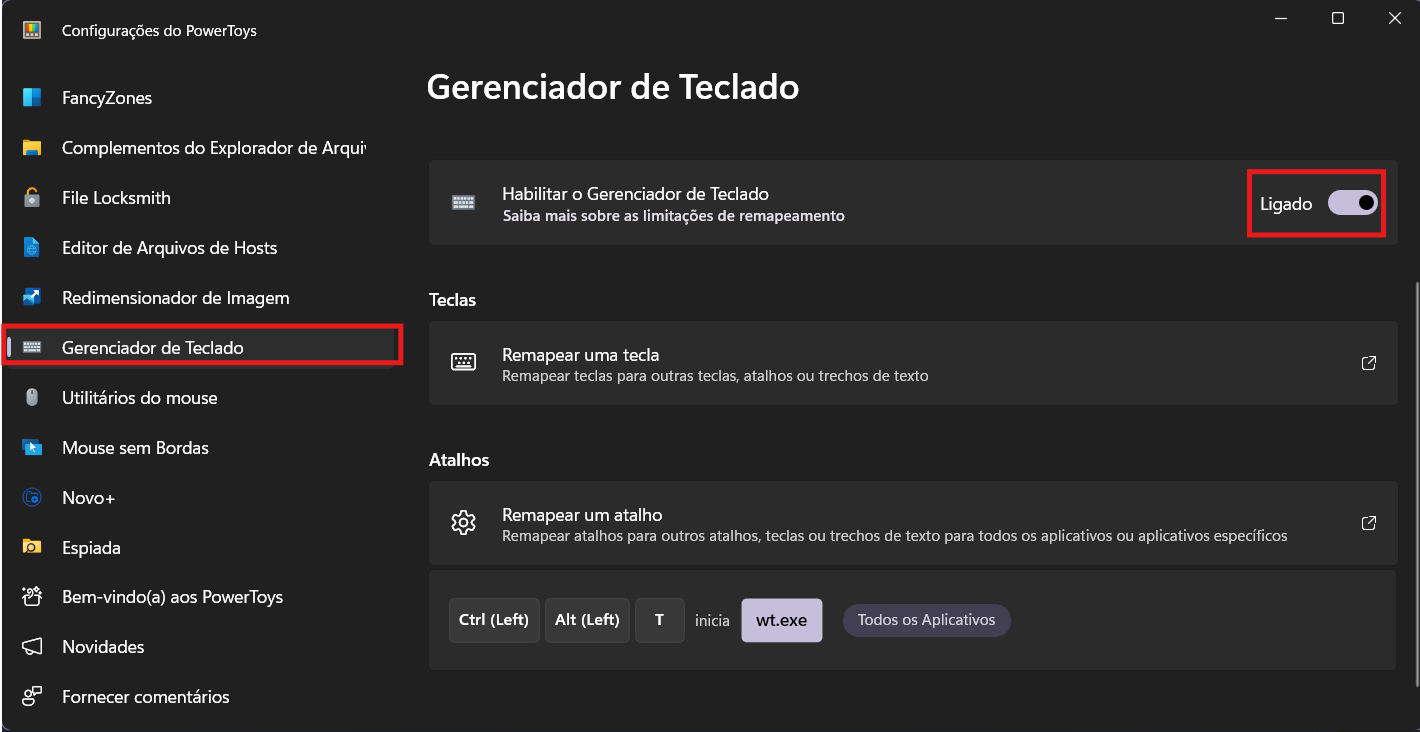 Configurações do PowerToys
FancyZones
Complementos do Explorador de Arqui
File Locksmith
Editor de Arquivos de Hosts
Redimensionador de Imagem
Gerenciador de Teclado
Utilitários do mouse
Mouse sem Bordas
Novo+
Espiada
Bem-vindo(a) aos PowerToys
Novidades
Fornecer comentários
Gerenciador de Teclado
Habilitar o Gerenciador de Teclado
Saiba mais sobre as limitações de remapeamento
Ligado
Teclas
Remapear uma tecla
Remapear teclas para outras teclas, atalhos ou trechos de texto
Atalhos
Remapear um atalho
Remapear atalhos para outros atalhos, teclas ou trechos de texto para todos os aplicativos ou aplicativos específicos
Ctrl (Left) Alt (Left) T inicia wt.exe Todos os Aplicativos